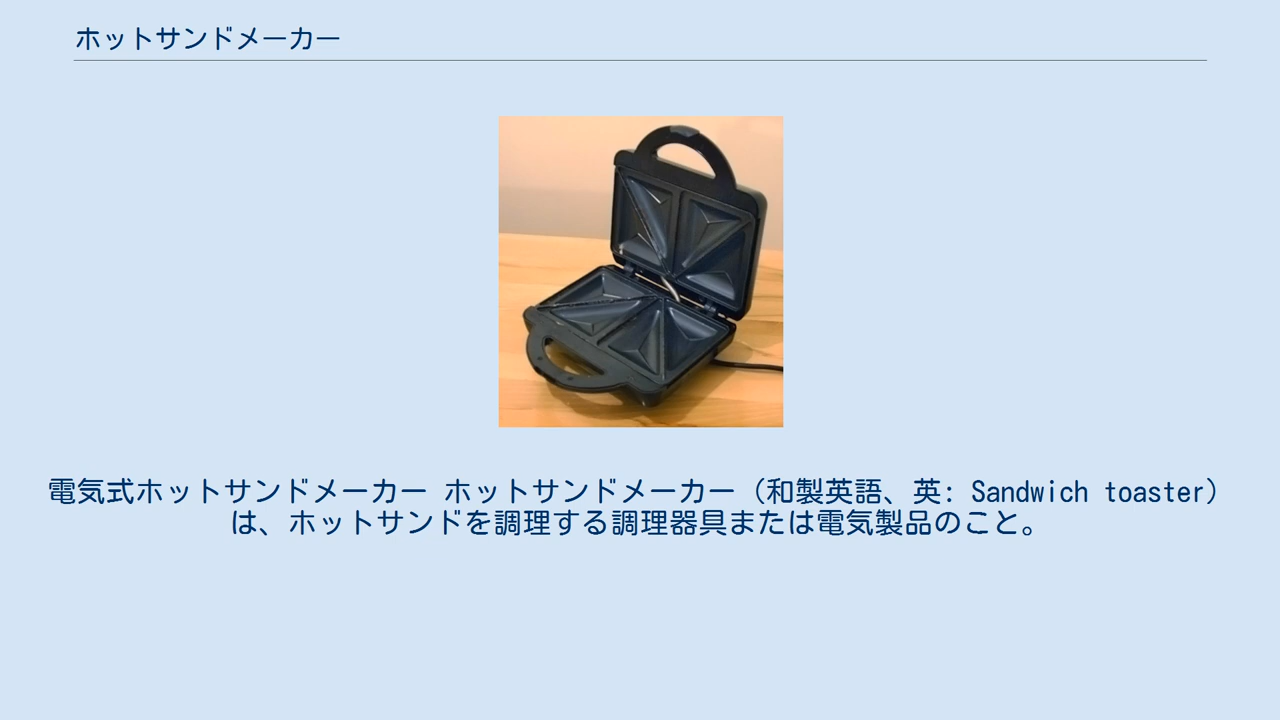 ホットサンドメーカー
電気式ホットサンドメーカー ホットサンドメーカー（和製英語、英: Sandwich toaster）
は、ホットサンドを調理する調理器具または電気製品のこと。